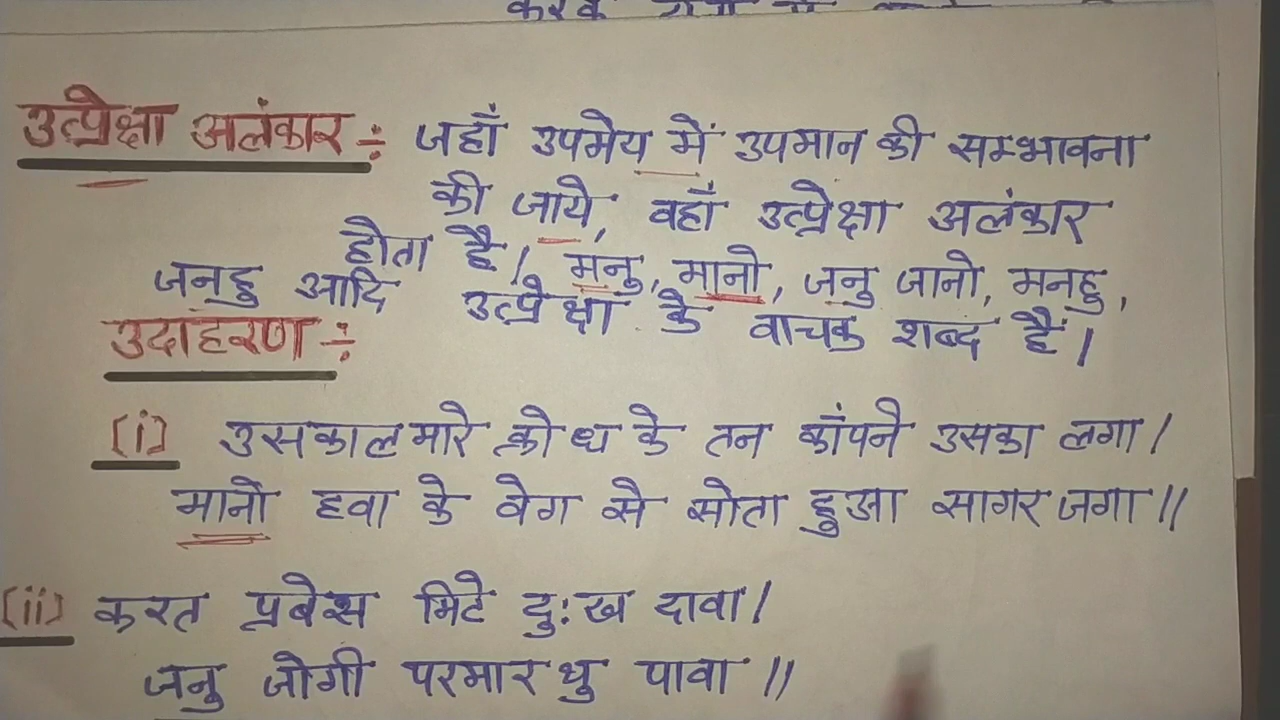 उत्प्रेक्षा अलंकार ÷ जहाँ उपमेय में उपमान की सम्भावना
की जाये, वहाँ उत्प्रेक्षा अलंकार
होता है। मनु, मानो, जनु जानो, मनहु,
जनहु आदि उत्प्रेक्षा के वाचक शब्द हैं।
उदाहरण ÷
(i) उसकाल मारे क्रोध के तन काँपने उसका लगा।
मानो हवा के वेग से सोता हुआ सागर जगा॥
(ii) करत प्रबेस मिटे दुःख दावा।
जनु जोगी परमारथु पावा॥